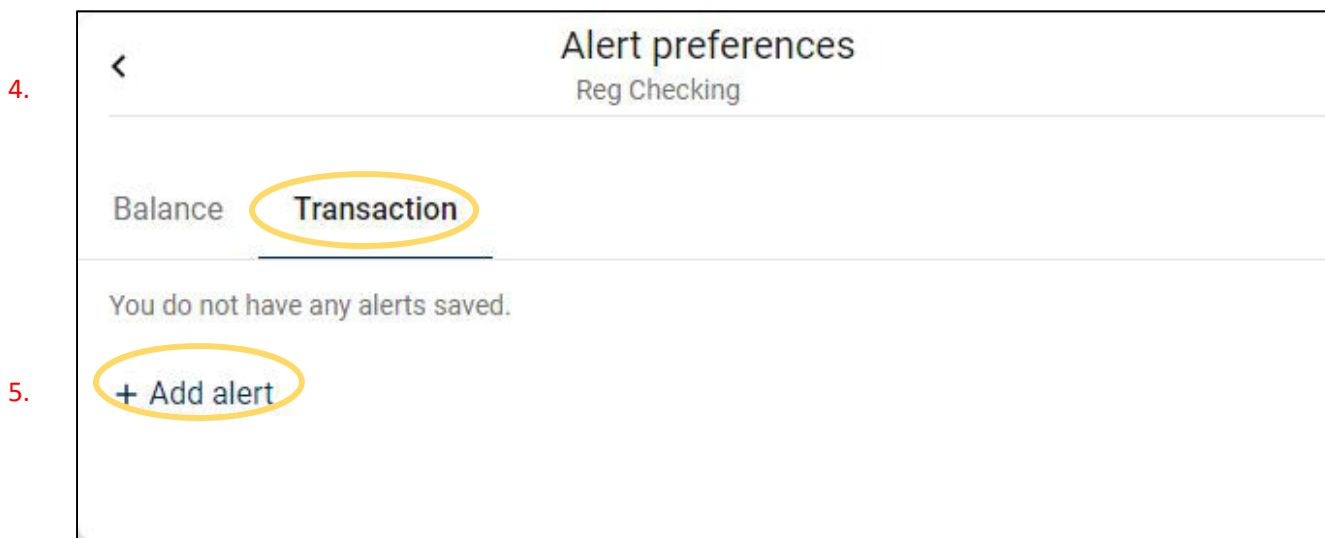 Alert preferences
4.
Reg Checking
Balance Transaction
You do not have any alerts saved.
5.
+ Add alert